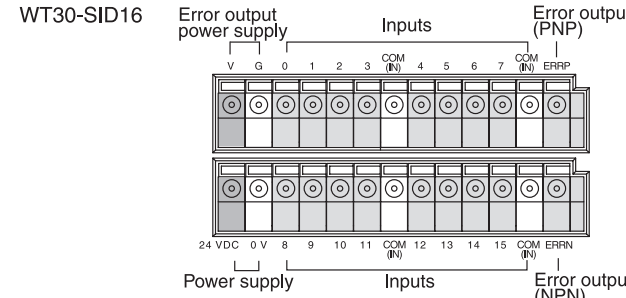 WT30-SID16
Error output
power supply
Inputs
Error outpu
(PNP)
V G 0 1 2 3 COM (IN) 4 5 6 7 COM (IN) ERRP
24 VDC 0 V 8 9 10 11 COM (IN) 12 13 14 15 COM (IN) ERRN
Power supply
Inputs
Error outpu
(NPN)